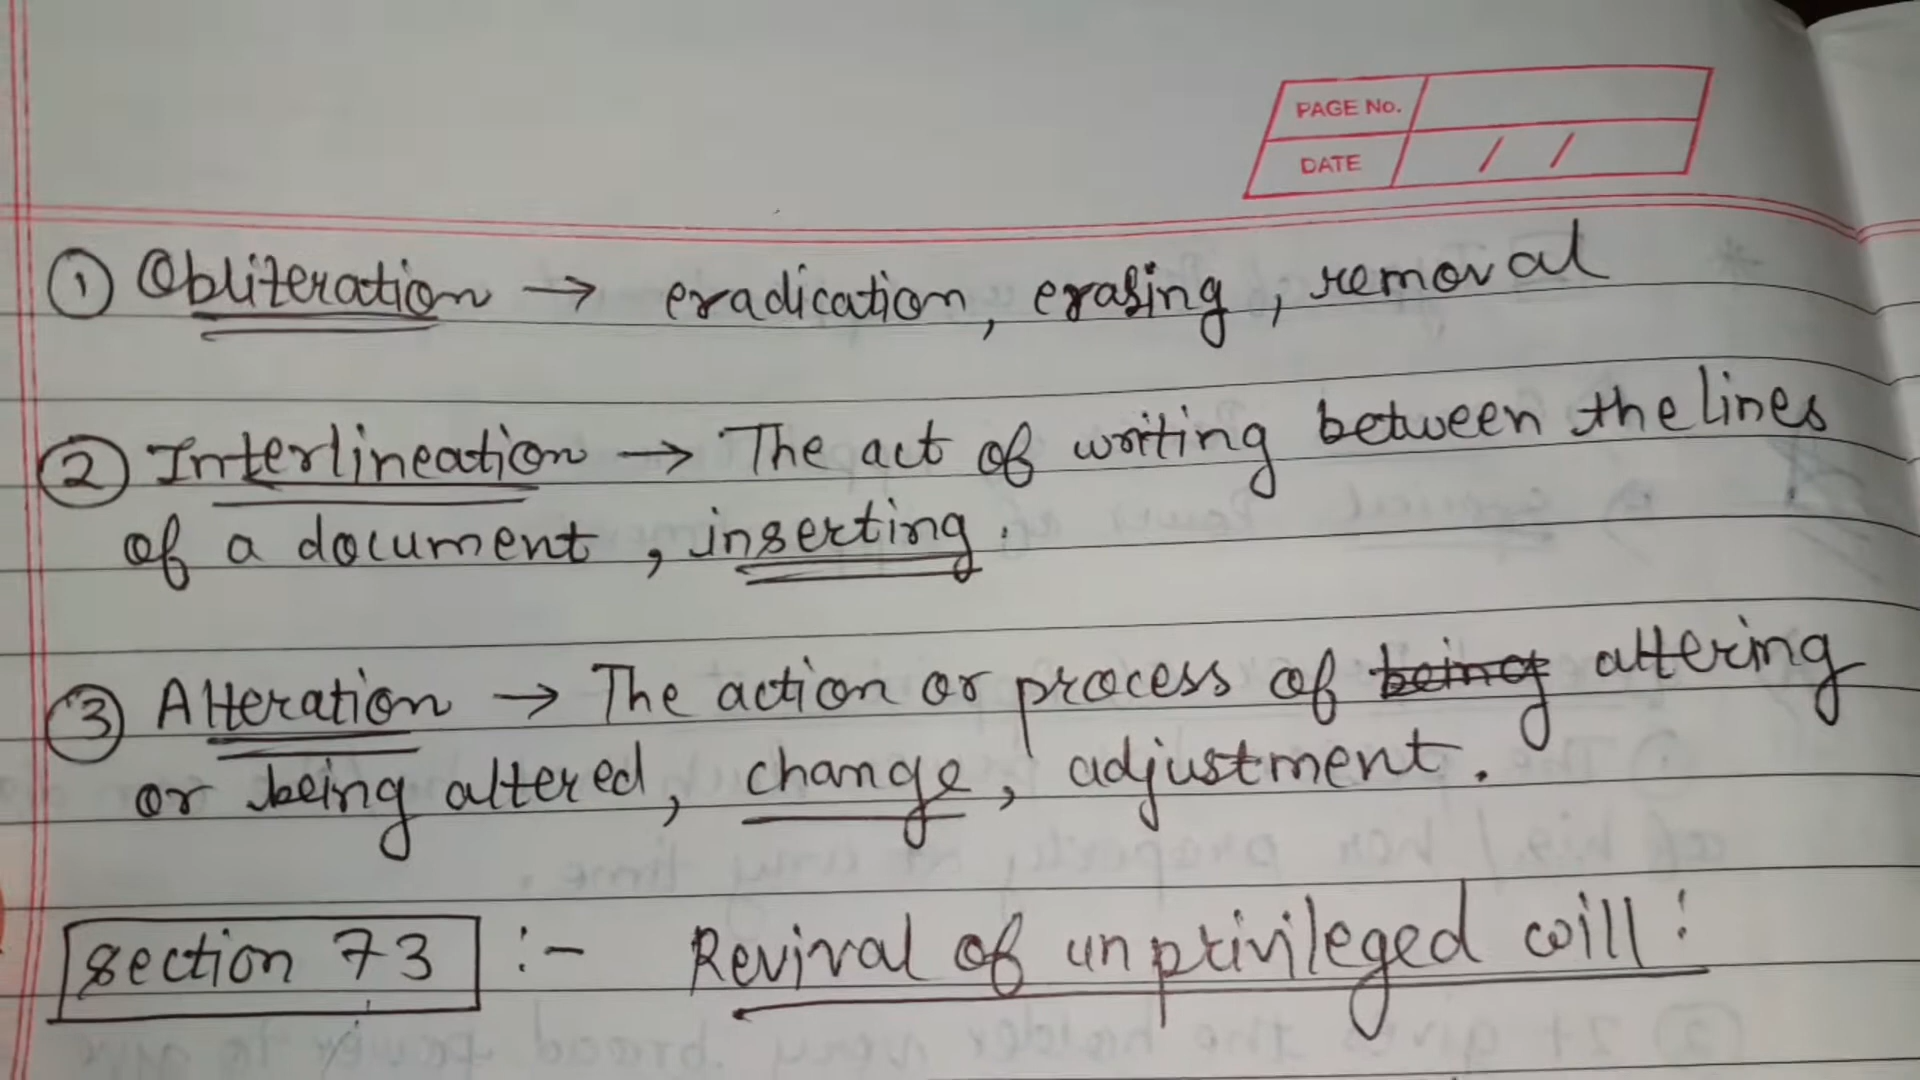 PAGE No.
DATE / /
① Obliteration → eradication, erasing, removal
② Interlineation → The act of writing between the lines
of a document, inserting.
③ Alteration → The action or process of ~~being~~ altering
or being altered, change, adjustment.
section 73 :- Revival of unprivileged will: